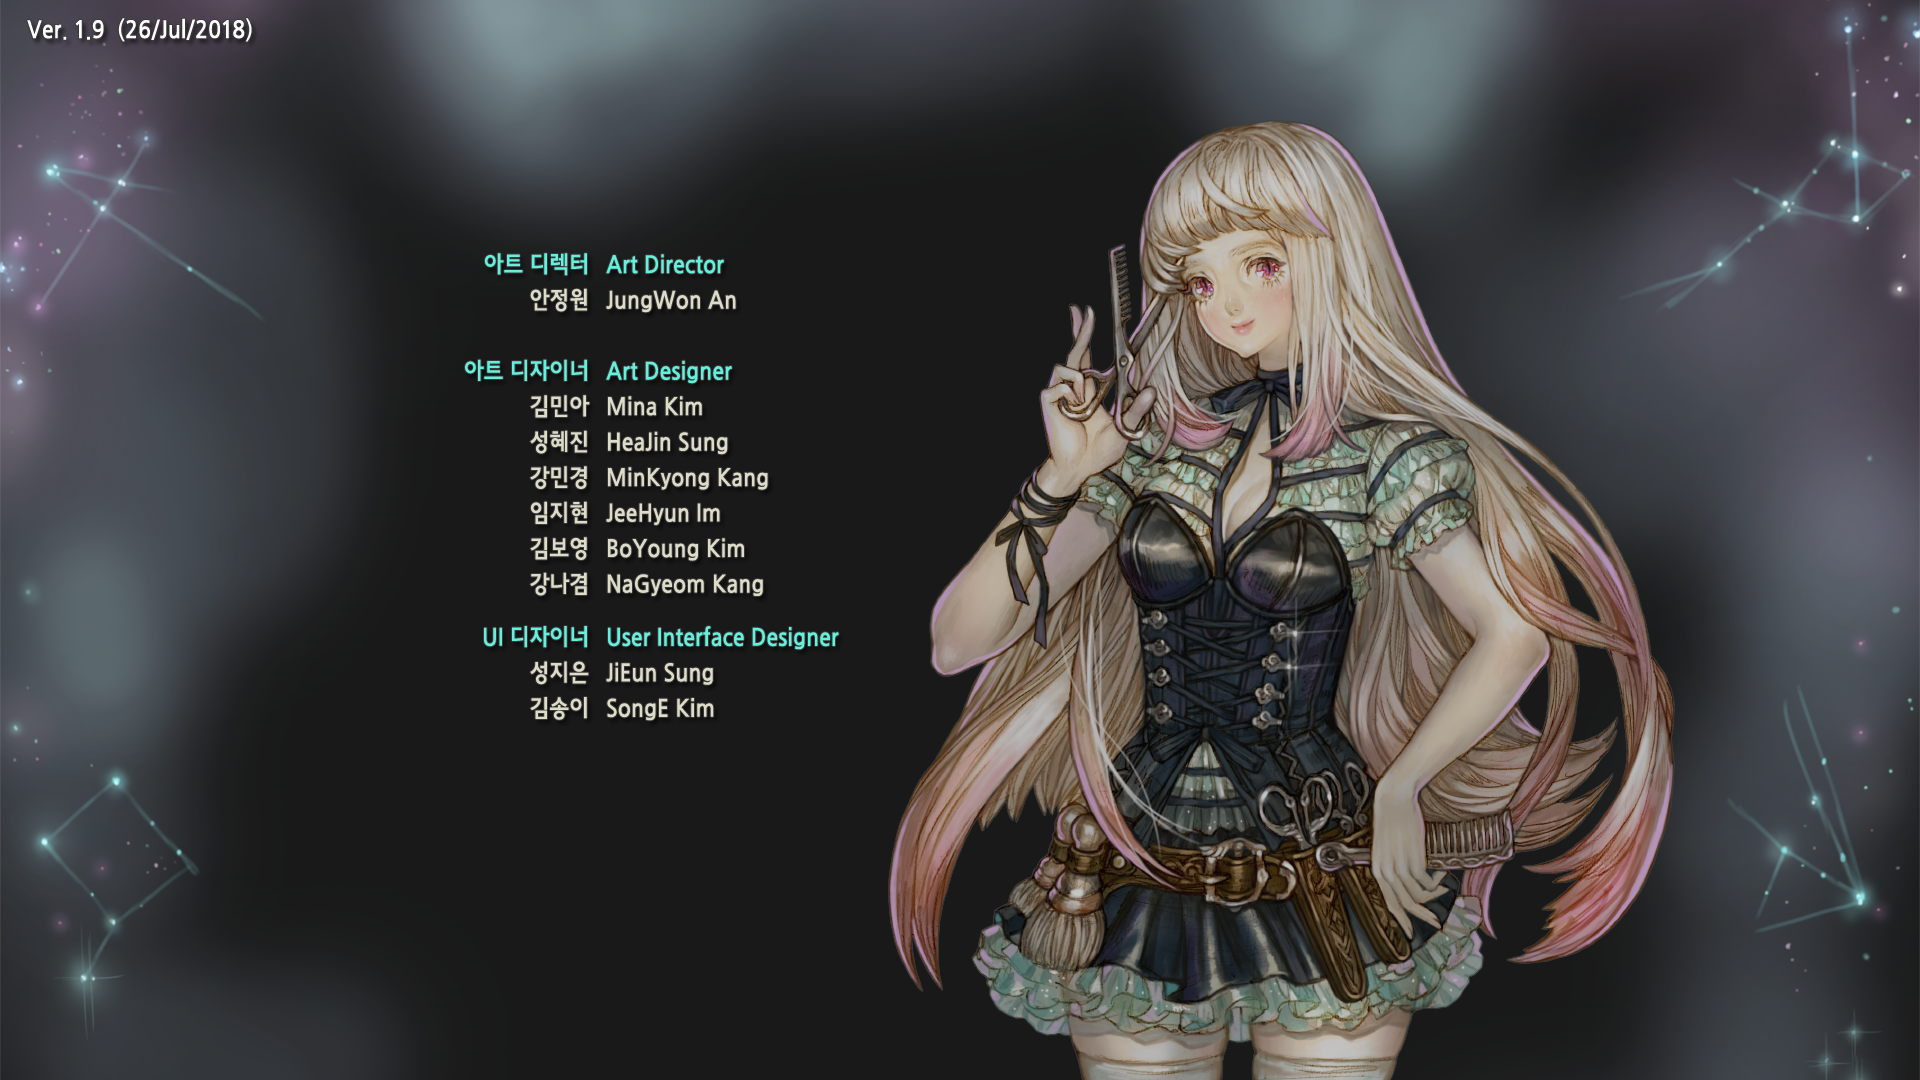 Ver. 1.9 (26/Jul/2018)
아트 디렉터 Art Director
안정원 JungWon An
아트 디자이너 Art Designer
김민아 Mina Kim
성혜진 HeaJin Sung
강민경 MinKyong Kang
임지현 JeeHyun Im
김보영 BoYoung Kim
강나겸 NaGyeom Kang
UI 디자이너 User Interface Designer
성지은 JiEun Sung
김송이 SongE Kim